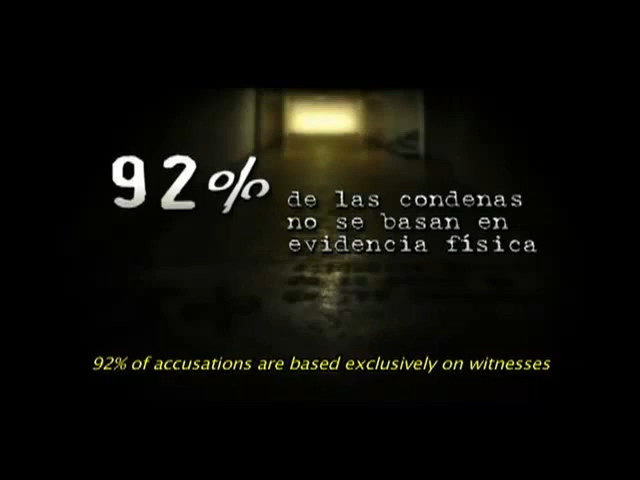 92% de las condenas
no se basan en
evidencia física
92% of accusations are based exclusively on witnesses